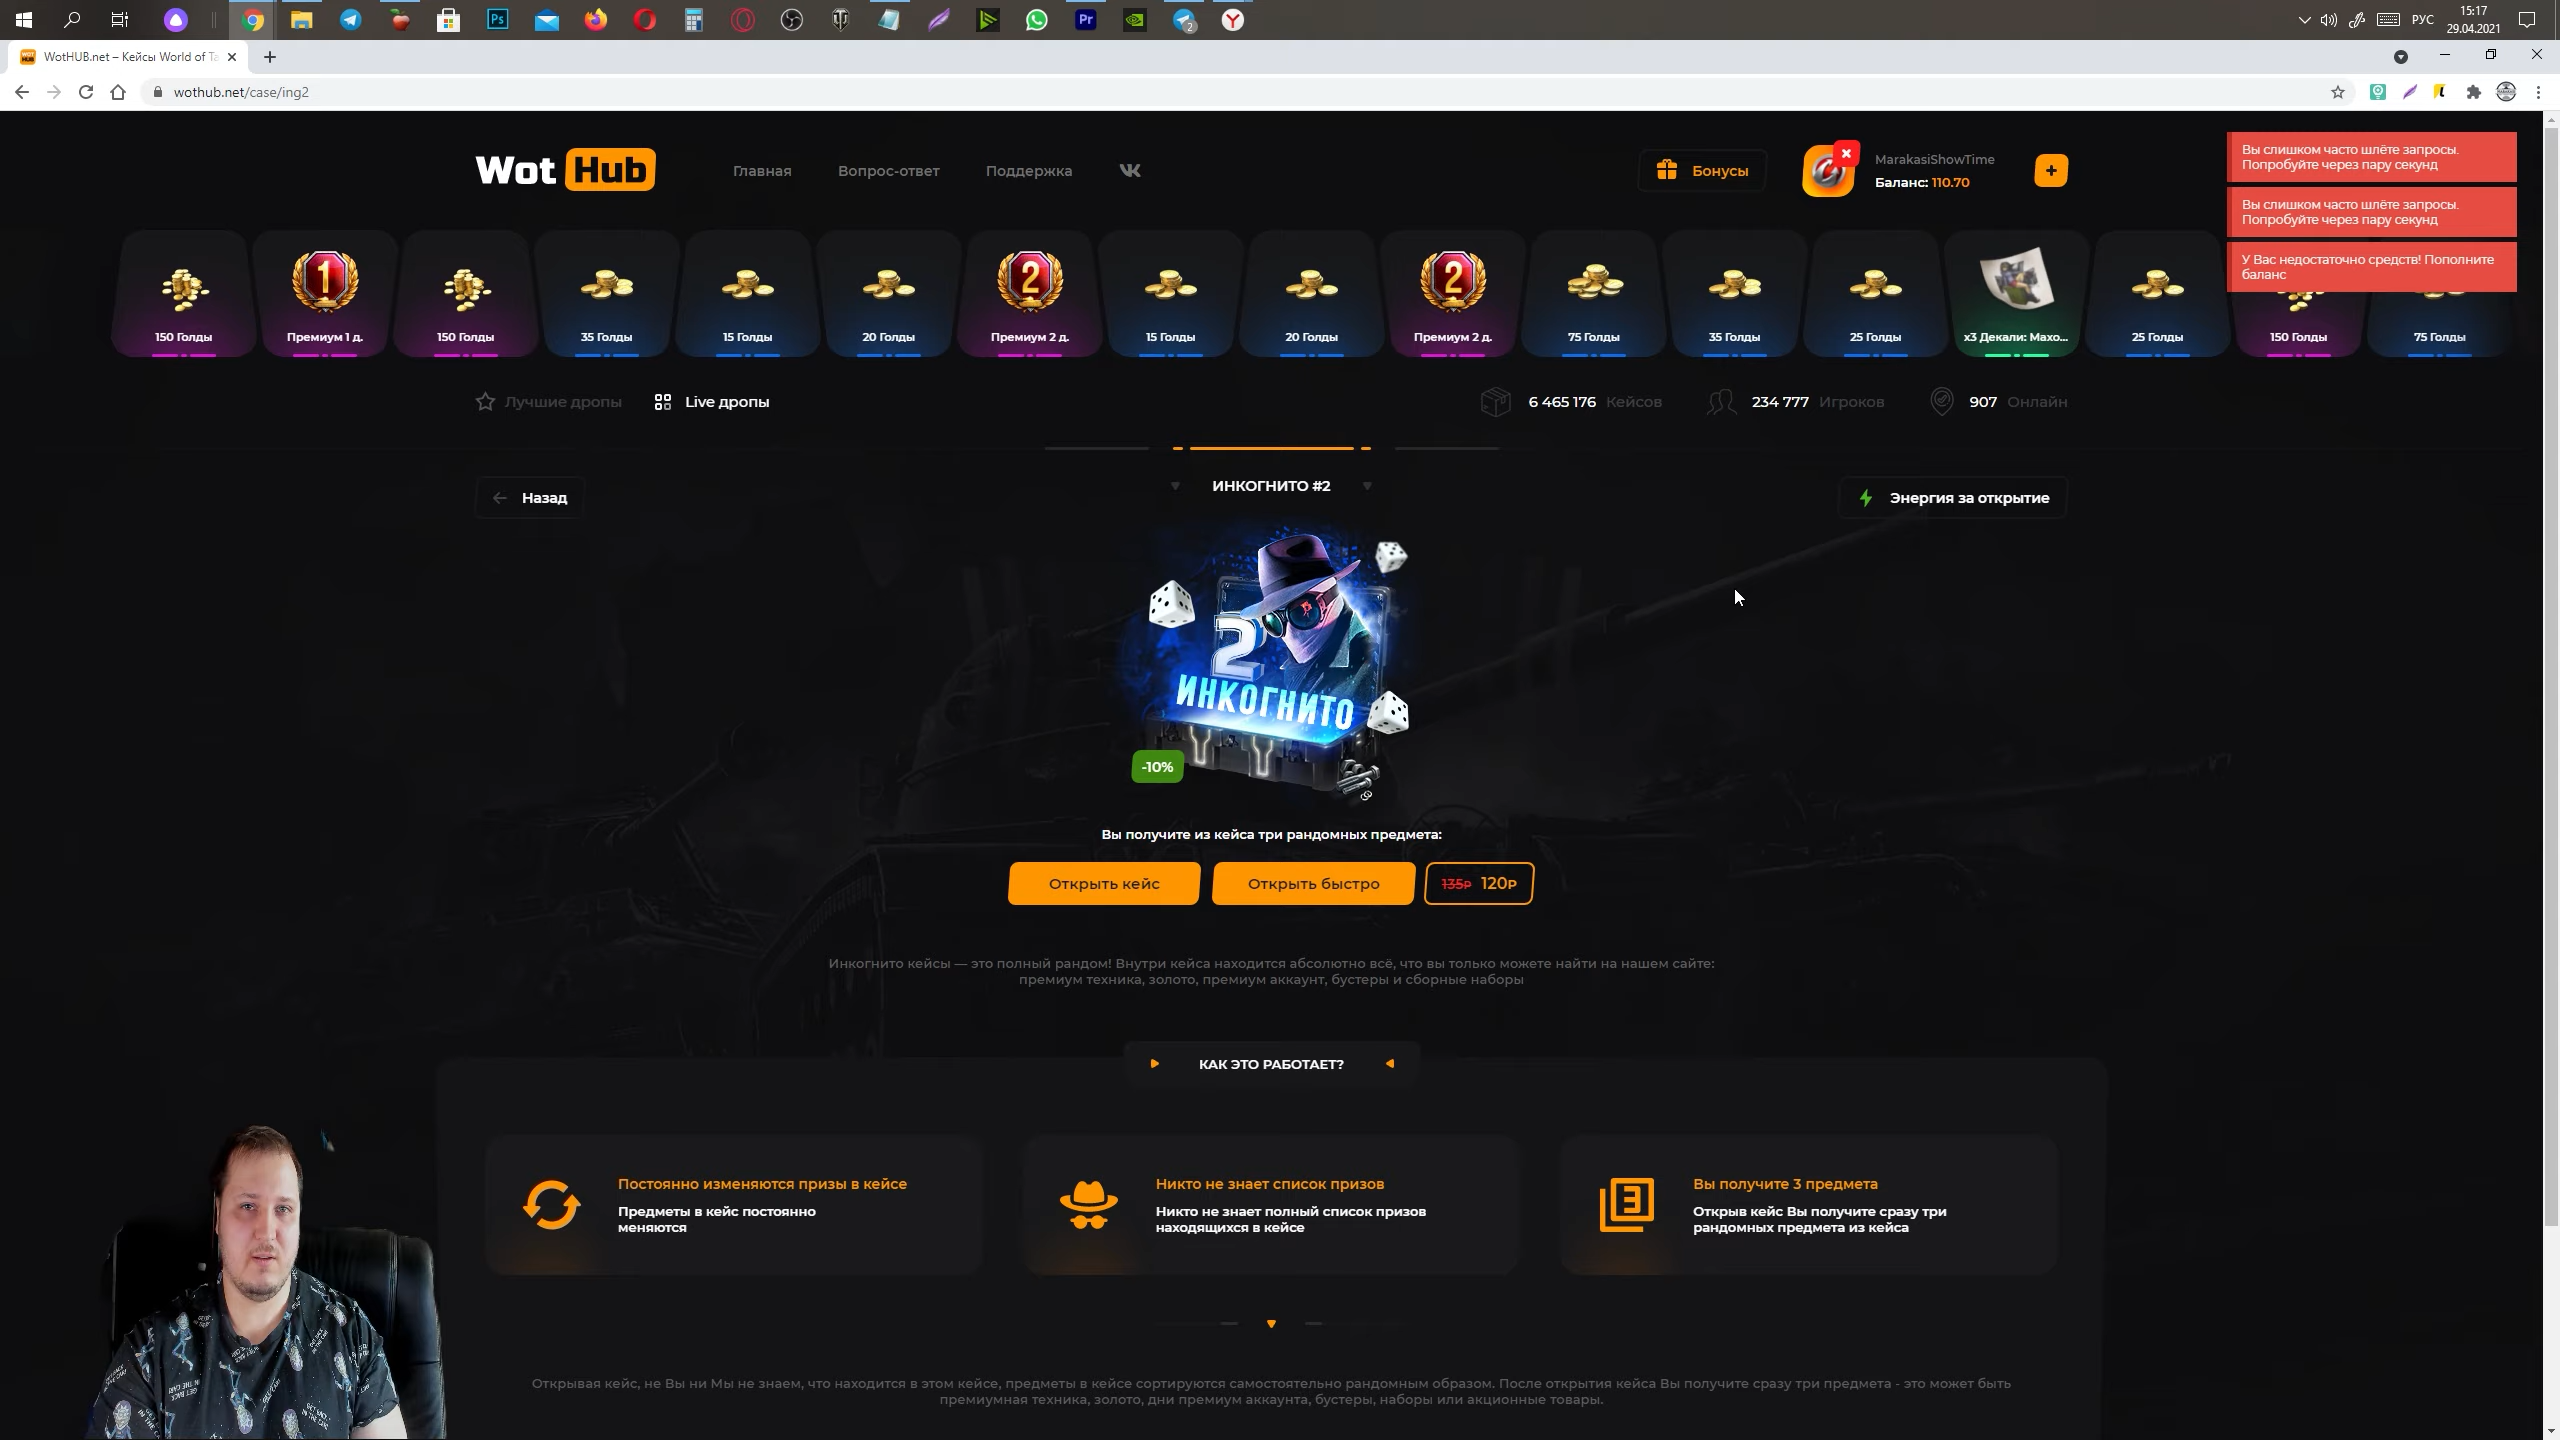 15:17
РУС
29.04.2021
2
WotHUB.net – Кейсы World of Ta
wothub.net/case/ing2
Wot Hub
Главная
Вопрос-ответ
Поддержка
Бонусы
MarakasiShowTime
Баланс: 110.70
Вы слишком часто шлёте запросы.
Попробуйте через пару секунд
Вы слишком часто шлёте запросы.
Попробуйте через пару секунд
У Вас недостаточно средств! Пополните
баланс
1
2
2
150 Голды
Премиум 1 д.
150 Голды
35 Голды
15 Голды
20 Голды
Премиум 2 д.
15 Голды
20 Голды
Премиум 2 д.
75 Голды
35 Голды
25 Голды
x3 Декали: Махо...
25 Голды
150 Голды
75 Голды
Лучшие дропы
Live дропы
6 465 176 Кейсов
234 777 Игроков
907 Онлайн
Назад
ИНКОГНИТО #2
Энергия за открытие
2
ИНКОГНИТО
-10%
Вы получите из кейса три рандомных предмета:
Открыть кейс
Открыть быстро
135₽ 120₽
Инкогнито кейсы — это полный рандом! Внутри кейса находится абсолютно всё, что вы только можете найти на нашем сайте:
премиум техника, золото, премиум аккаунт, бустеры и сборные наборы
КАК ЭТО РАБОТАЕТ?
Постоянно изменяются призы в кейсе
Предметы в кейс постоянно
меняются
Никто не знает список призов
Никто не знает полный список призов
находящихся в кейсе
3
Вы получите 3 предмета
Открыв кейс Вы получите сразу три
рандомных предмета из кейса
Открывая кейс, не Вы ни Мы не знаем, что находится в этом кейсе, предметы в кейсе сортируются самостоятельно рандомным образом. После открытия кейса Вы получите сразу три предмета - это может быть
премиумная техника, золото, дни премиум аккаунта, бустеры, наборы или акционные товары.